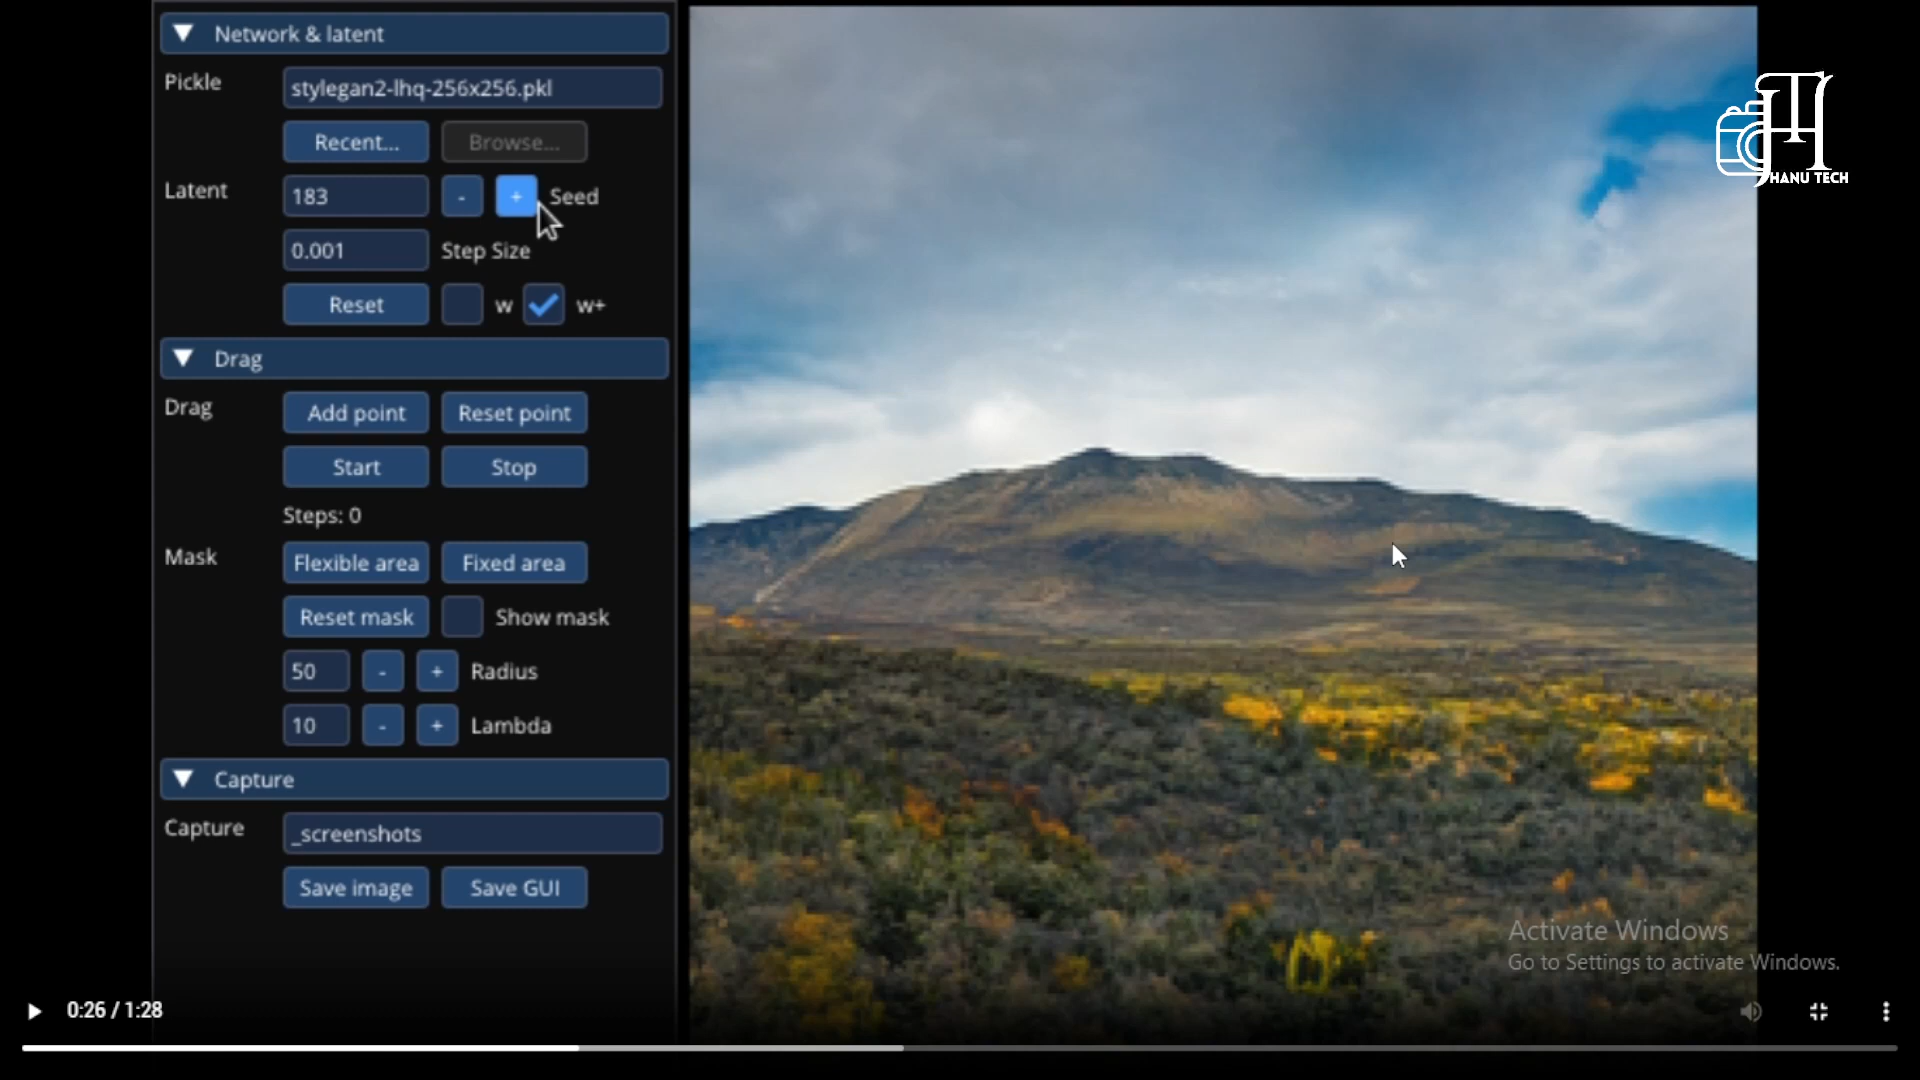 Network & latent
Pickle
stylegan2-lhq-256x256.pkl
Recent...
Browse...
Latent
183
-
+
Seed
0.001
Step Size
Reset
w
w+
Drag
Drag
Add point
Reset point
Start
Stop
Steps: 0
Mask
Flexible area
Fixed area
Reset mask
Show mask
50
-
+
Radius
10
-
+
Lambda
Capture
Capture
_screenshots
Save image
Save GUI
JH
HANU TECH
Activate Windows
Go to Settings to activate Windows.
0:26 / 1:28